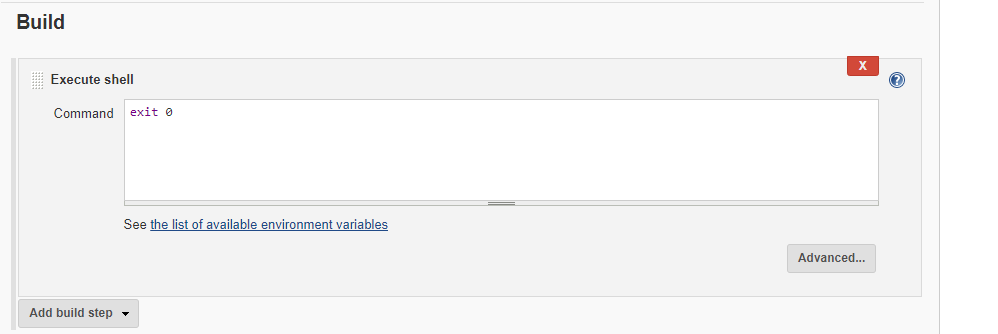 Build
X
Execute shell
?
Command
exit 0
See the list of available environment variables
Advanced...
Add build step